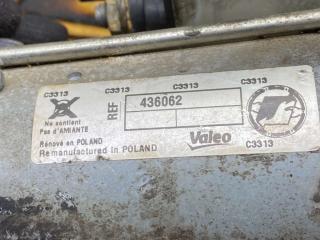 C3313 C3313 C3313 C3313
REF 436062
Ne contient
Pas d'AMIANTE
Rénové en POLAND
Remanufactured in POLAND
Valeo
C3313